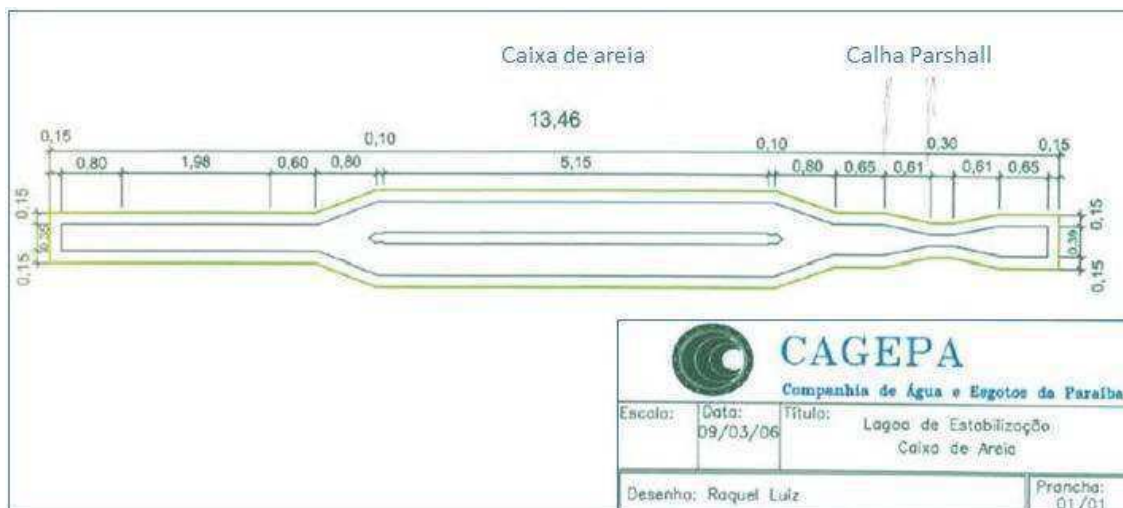 Caixa de areia
Calha Parshall
13,46
0,15 0,10 0,10 0,30 0,15
0,80 1,98 0,60 0,80 5,15 0,80 0,65 0,61 0,61 0,65
0,15
0,15
0,15
0,39
0,15
CAGEPA
Companhia de Água e Esgotos da Paraíba
Escala:
Data:
09/03/06
Título:
Lagoa de Estabilização
Caixa de Areia
Desenho: Raquel Luiz
Prancha:
01/01